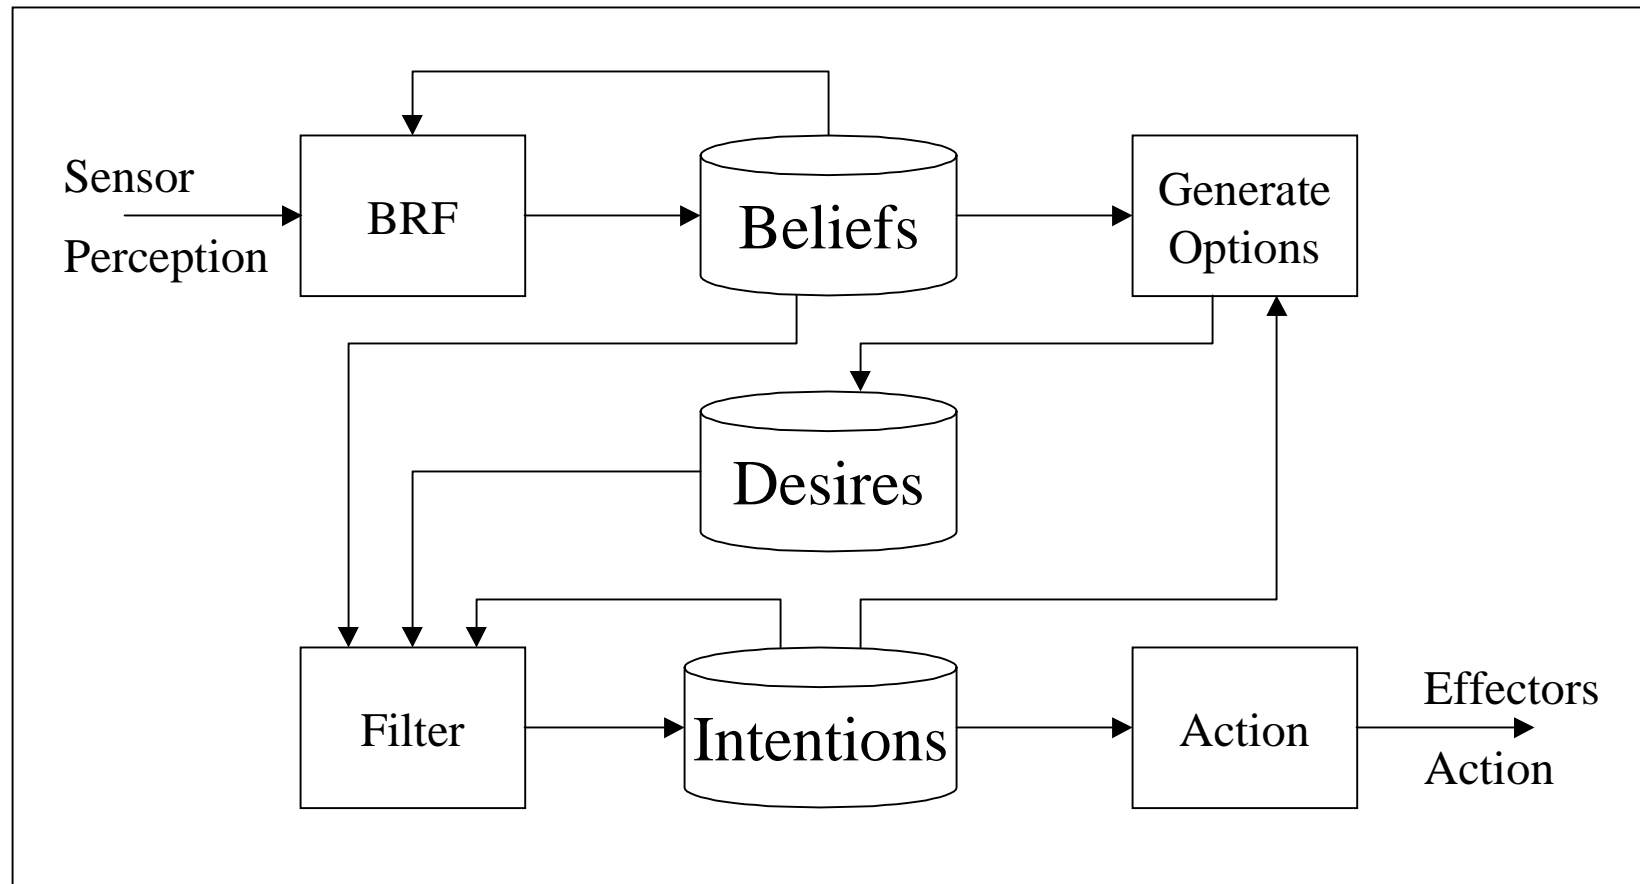 Sensor
Perception
BRF
Beliefs
Generate
Options
Desires
Filter
Intentions
Action
Effectors
Action